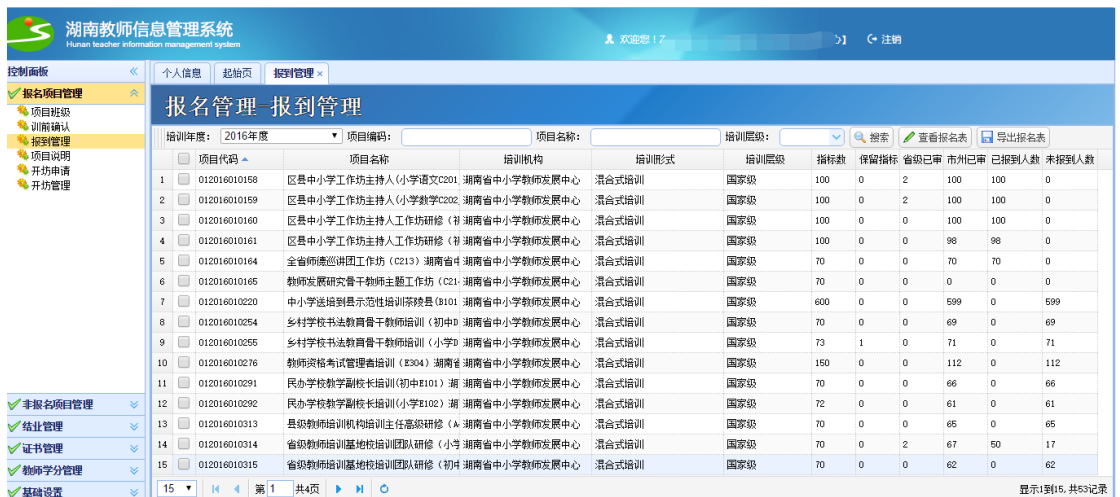 湖南教师信息管理系统
Hunan teacher information management system
欢迎您！
注销
控制面板
个人信息 起始页 报到管理
报名项目管理
项目班级
训前确认
报到管理
项目说明
开坊申请
开坊管理
非报名项目管理
结业管理
证书管理
教师学分管理
基础设置
报名管理-报到管理
培训年度： 2016年度 项目编码： 项目名称： 培训层级： 搜索 查看报名表 导出报名表
项目代码 项目名称 培训机构 培训形式 培训层级 指标数 保留指标 省级已审 市州已审 已报到人数 未报到人数
1 012016010158 区县中小学工作坊主持人(小学语文C201 湖南省中小学教师发展中心 混合式培训 国家级 100 0 2 100 100 0
2 012016010159 区县中小学工作坊主持人(小学数学C202 湖南省中小学教师发展中心 混合式培训 国家级 100 0 2 100 100 0
3 012016010160 区县中小学工作坊主持人工作坊研修（初 湖南省中小学教师发展中心 混合式培训 国家级 100 0 0 100 100 0
4 012016010161 区县中小学工作坊主持人工作坊研修（初 湖南省中小学教师发展中心 混合式培训 国家级 100 0 0 98 98 0
5 012016010164 全省师德巡讲团工作坊（C213）湖南省中 湖南省中小学教师发展中心 混合式培训 国家级 70 0 0 70 70 0
6 012016010165 教师发展研究骨干教师主题工作坊（C21 湖南省中小学教师发展中心 混合式培训 国家级 70 0 0 0 0 0
7 012016010220 中小学送培到县示范性培训茶陵县(B101 湖南省中小学教师发展中心 混合式培训 国家级 600 0 0 599 0 599
8 012016010254 乡村学校书法教育骨干教师培训（初中D 湖南省中小学教师发展中心 混合式培训 国家级 70 0 0 69 0 69
9 012016010255 乡村学校书法教育骨干教师培训（小学D 湖南省中小学教师发展中心 混合式培训 国家级 73 1 0 71 0 71
10 012016010276 教师资格考试管理者培训（E304）湖南省 湖南省中小学教师发展中心 混合式培训 国家级 150 0 0 112 0 112
11 012016010291 民办学校教学副校长培训(初中E101）湖 湖南省中小学教师发展中心 混合式培训 国家级 70 0 0 66 0 66
12 012016010292 民办学校教学副校长培训(小学E102）湖 湖南省中小学教师发展中心 混合式培训 国家级 72 0 0 61 0 61
13 012016010313 县级教师培训机构培训主任高级研修（A 湖南省中小学教师发展中心 混合式培训 国家级 70 0 0 65 0 65
14 012016010314 省级教师培训基地校培训团队研修（小学 湖南省中小学教师发展中心 混合式培训 国家级 70 0 2 67 50 17
15 012016010315 省级教师培训基地校培训团队研修（初中 湖南省中小学教师发展中心 混合式培训 国家级 70 0 0 62 0 62
15 第 1 共4页 显示1到15, 共53记录